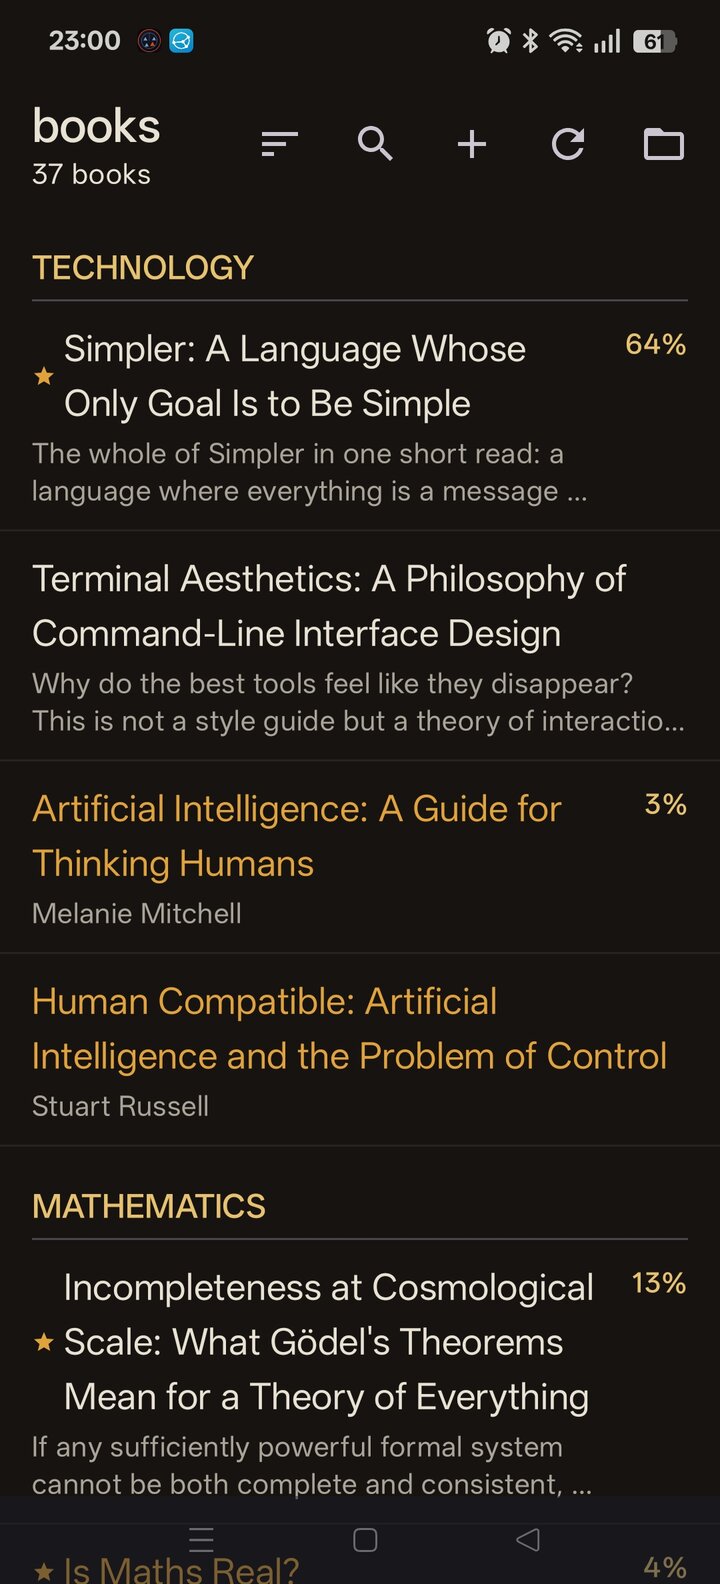 23:00
61
books
37 books
TECHNOLOGY
Simpler: A Language Whose
64%
Only Goal Is to Be Simple
The whole of Simpler in one short read: a
language where everything is a message ...
Terminal Aesthetics: A Philosophy of
Command-Line Interface Design
Why do the best tools feel like they disappear?
This is not a style guide but a theory of interactio...
Artificial Intelligence: A Guide for
3%
Thinking Humans
Melanie Mitchell
Human Compatible: Artificial
Intelligence and the Problem of Control
Stuart Russell
MATHEMATICS
Incompleteness at Cosmological
13%
Scale: What Gödel's Theorems
Mean for a Theory of Everything
If any sufficiently powerful formal system
cannot be both complete and consistent, ...
Is Maths Real?
4%